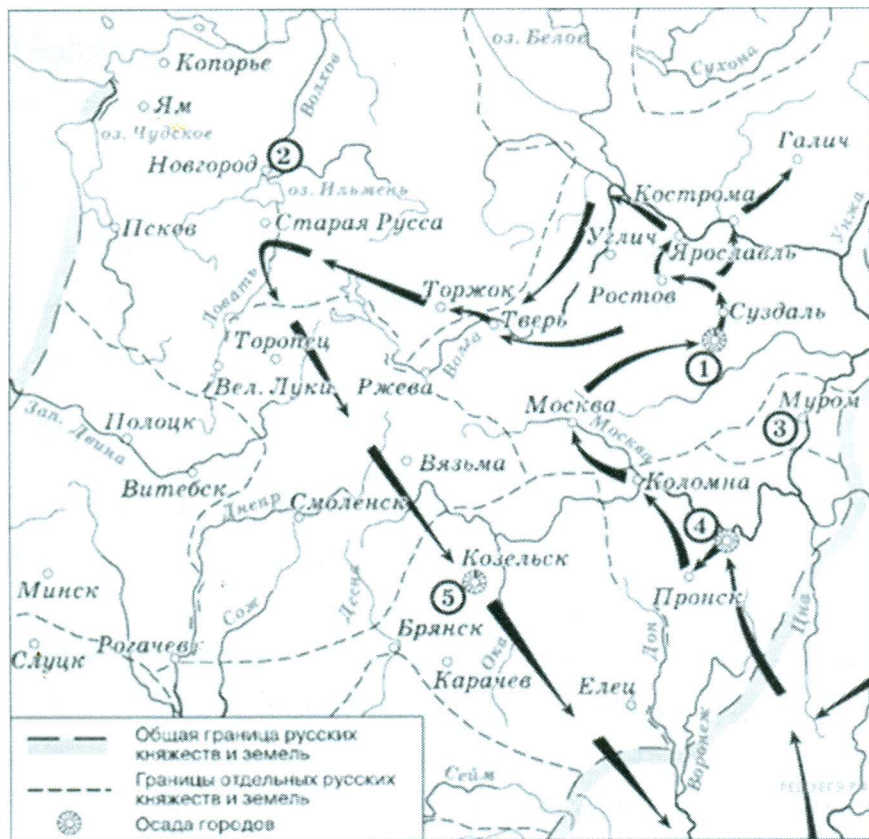 оз. Белое
Сухона
Копорье
Волхов
Ям
оз. Чудское
Галич
Новгород
2
оз. Ильмень
Кострома
Унжа
Псков
Старая Русса
Углич
Ярославль
Ловать
Торжок
Ростов
Суздаль
Тверь
Волга
1
Торопец
Вел. Луки
Ржева
Москва
Муром
Зап. Двина
Полоцк
Москва
3
Витебск
Вязьма
Коломна
Днепр
Смоленск
4
Козельск
Минск
Сож
Десна
5
Пронск
Цна
Слуцк
Рогачев
Брянск
Ока
Дон
Карачев
Елец
Воронеж
Сейм
Общая граница русских
княжеств и земель
Границы отдельных русских
княжеств и земель
Осада городов